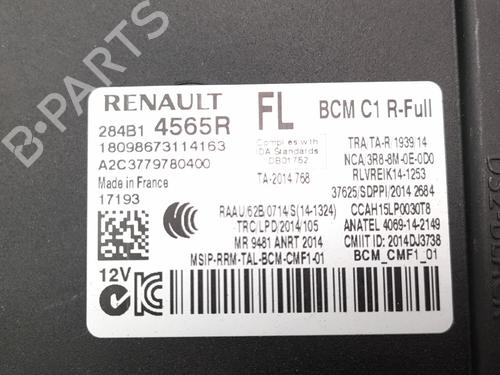 B-PARTS
RENAULT
FL
BCM C1 R-Full
284B1 4565R
18098673114163
A2C3779780400
Made in France
17193
Complies with
IDA Standards
DB01752
TA-2014 768
TRA TA-R 1939 14
NCA/3R8-8M-0E-0D0
RLVREIK14-1253
37625/SDPPI/2014 2684
RAAU/62B 0714/S(14-1324)
CCAH15LP0030T8
TRC/LPD/2014/105
ANATEL 4069-14-2149
MR 9481 ANRT 2014
CMIIT ID: 2014DJ3738
MSIP-RRM-TAL-BCM-CMF1-01
BCM_CMF1_01
12V